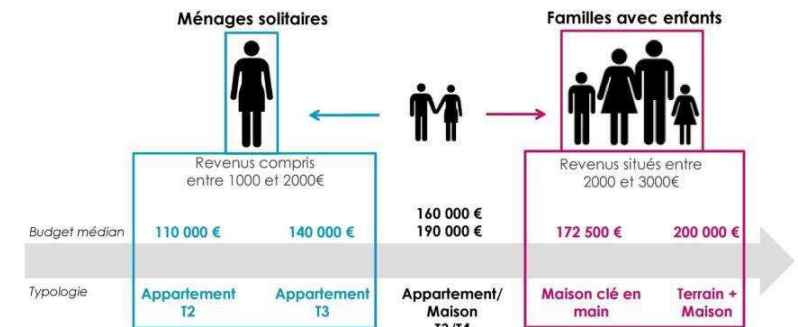 Ménages solitaires
Familles avec enfants
Revenus compris
entre 1000 et 2000€
Revenus situés entre
2000 et 3000€
160 000 €
Budget médian 110 000 € 140 000 € 190 000 € 172 500 € 200 000 €
Typologie Appartement Appartement Appartement/ Maison clé en Terrain +
T2 T3 Maison main Maison
T3/T4